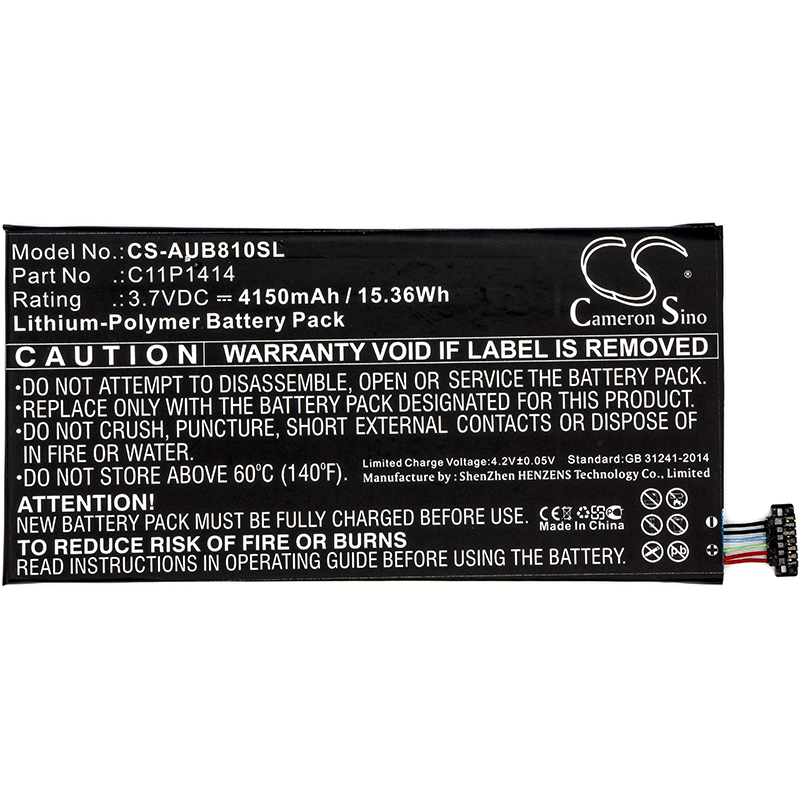 Model No.: CS-AUB810SL
Part No : C11P1414
Rating : 3.7VDC ⎓ 4150mAh / 15.36Wh
Lithium-Polymer Battery Pack
CS
Cameron Sino
CAUTION WARRANTY VOID IF LABEL IS REMOVED
•DO NOT ATTEMPT TO DISASSEMBLE, OPEN OR SERVICE THE BATTERY PACK.
•REPLACE ONLY WITH THE BATTERY PACK DESIGNATED FOR THIS PRODUCT.
•DO NOT CRUSH, PUNCTURE, SHORT EXTERNAL CONTACTS OR DISPOSE OF
IN FIRE OR WATER.
•DO NOT STORE ABOVE 60°C (140°F).
Limited Charge Voltage:4.2V±0.05V Standard:GB 31241-2014
Manufacture by : ShenZhen HENZENS Technology Co., Limited
ATTENTION!
NEW BATTERY PACK MUST BE FULLY CHARGED BEFORE USE.
TO REDUCE RISK OF FIRE OR BURNS
READ INSTRUCTIONS IN OPERATING MANUAL BEFORE USING THE BATTERY.
CE FC
Made In China
Pb